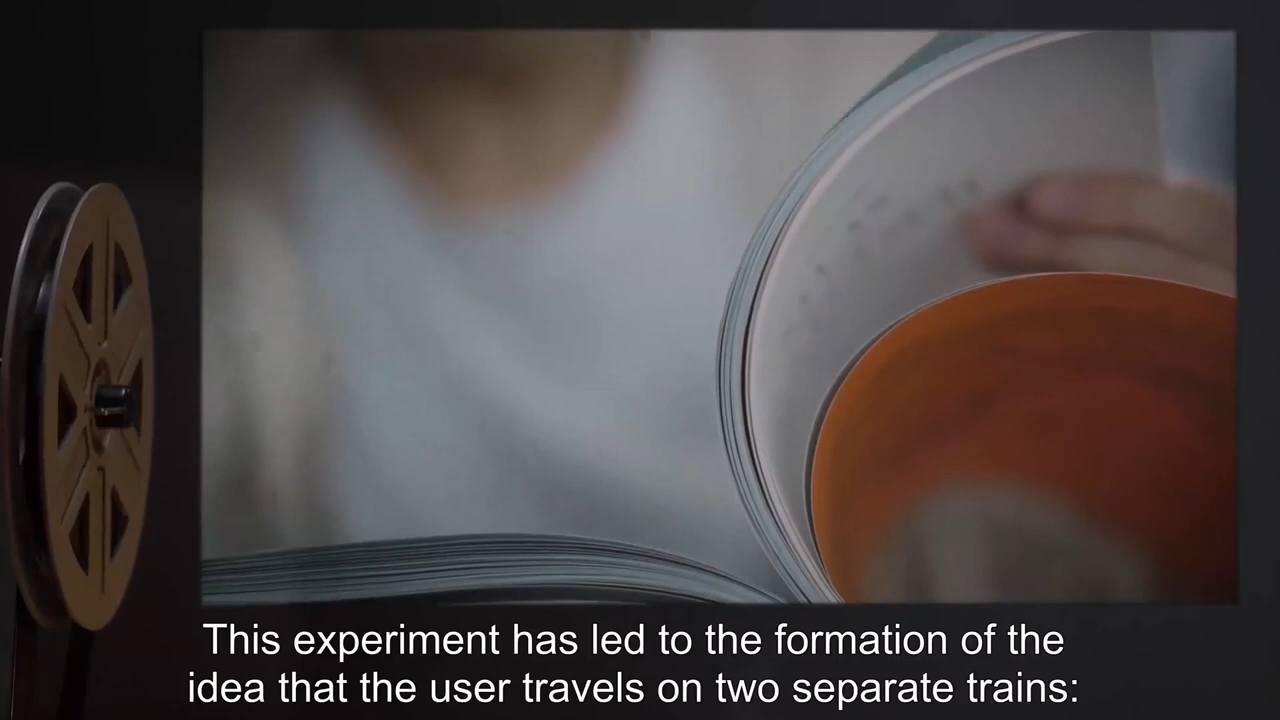 This experiment has led to the formation of the
idea that the user travels on two separate trains: